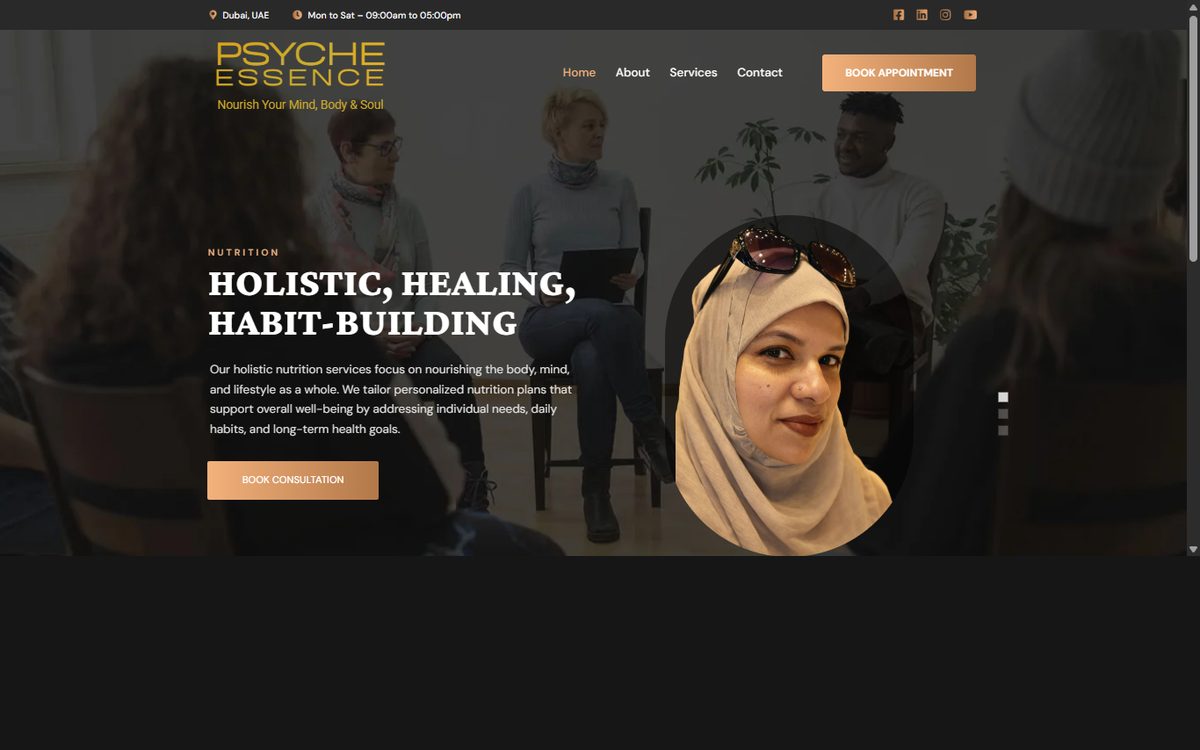 Dubai, UAE
Mon to Sat – 09:00am to 05:00pm
PSYCHE
ESSENCE
Nourish Your Mind, Body & Soul
Home
About
Services
Contact
BOOK APPOINTMENT
NUTRITION
HOLISTIC, HEALING,
HABIT-BUILDING
Our holistic nutrition services focus on nourishing the body, mind,
and lifestyle as a whole. We tailor personalized nutrition plans that
support overall well-being by addressing individual needs, daily
habits, and long-term health goals.
BOOK CONSULTATION